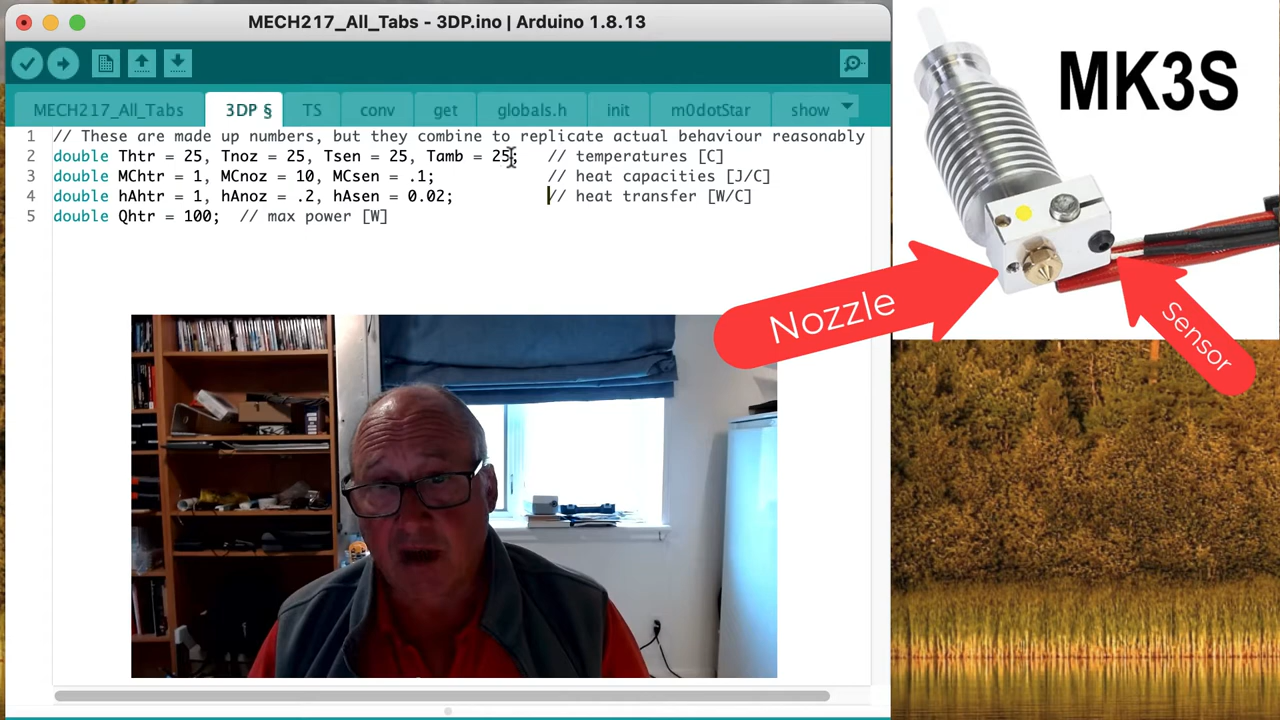 MECH217_All_Tabs - 3DP.ino | Arduino 1.8.13
MECH217_All_Tabs 3DP § TS conv get globals.h init m0dotStar show
1 // These are made up numbers, but they combine to replicate actual behaviour reasonably
2 double Thtr = 25, Tnoz = 25, Tsen = 25, Tamb = 25; // temperatures [C]
3 double MChtr = 1, MCnoz = 10, MCsen = .1; // heat capacities [J/C]
4 double hAhtr = 1, hAnoz = .2, hAsen = 0.02; // heat transfer [W/C]
5 double Qhtr = 100; // max power [W]
MK3S
Nozzle
Sensor